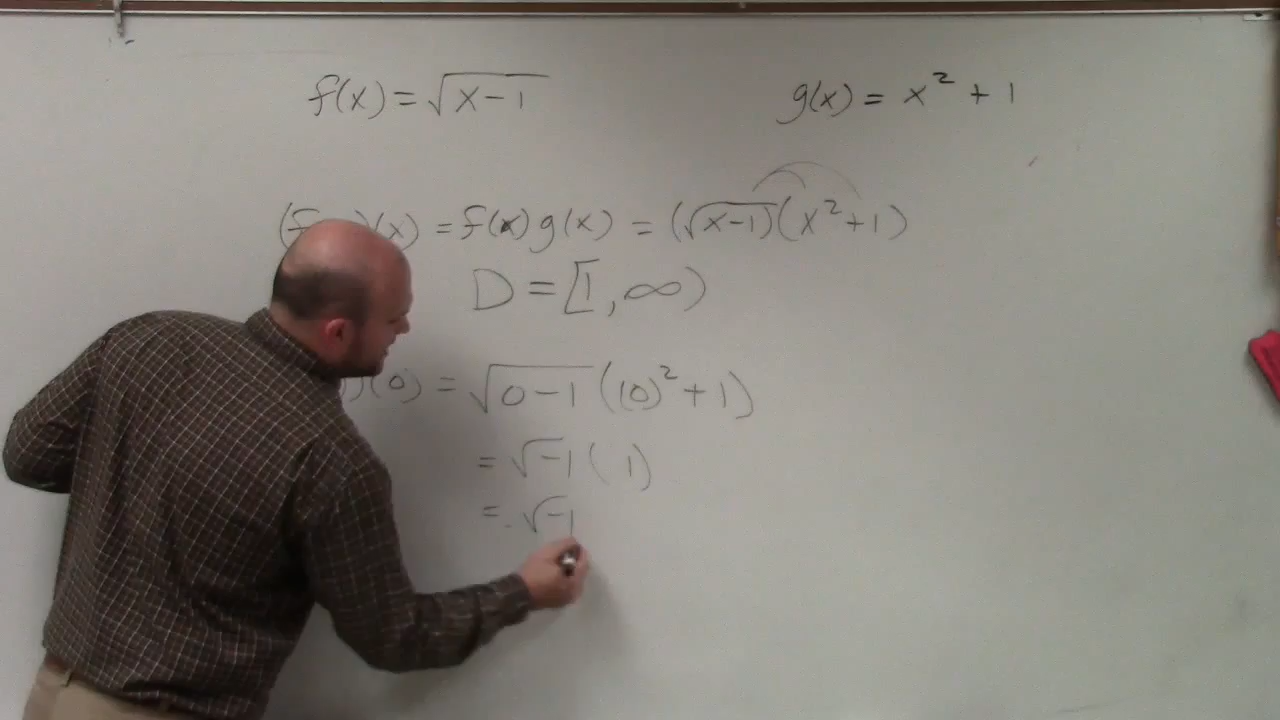 f(x) = √x-1
g(x) = x² + 1
(f )(x) = f(x) g(x) = (√x-1)(x²+1)
D = [1, ∞)
)(0) = √0-1 ((0)²+1)
= √-1 ( 1)
= √-1